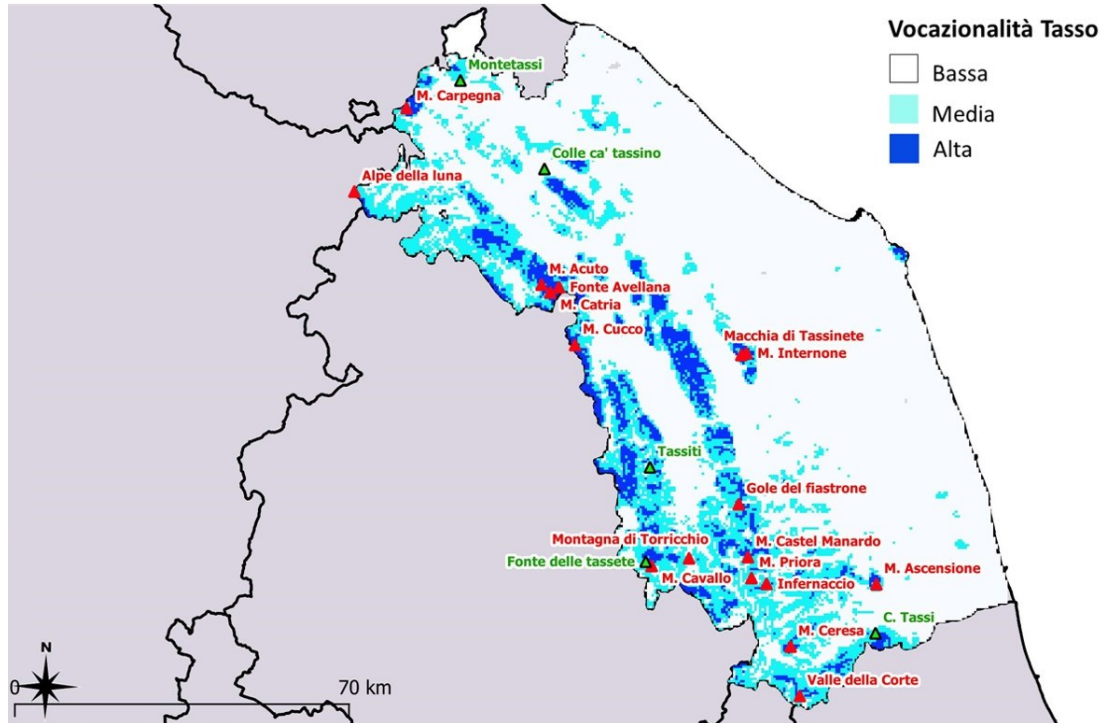 Vocazionalità Tasso
Bassa
Media
Alta
Montetassi
M. Carpegna
Colle ca' tassino
Alpe della luna
M. Acuto
Fonte Avellana
M. Catria
M. Cucco
Macchia di Tassinete
M. Internone
Tassiti
Gole del fiastrone
Montagna di Torricchio
M. Castel Manardo
Fonte delle tassete
M. Priora
M. Cavallo
Infernaccio
M. Ascensione
C. Tassi
M. Ceresa
Valle della Corte
N
0
70 km